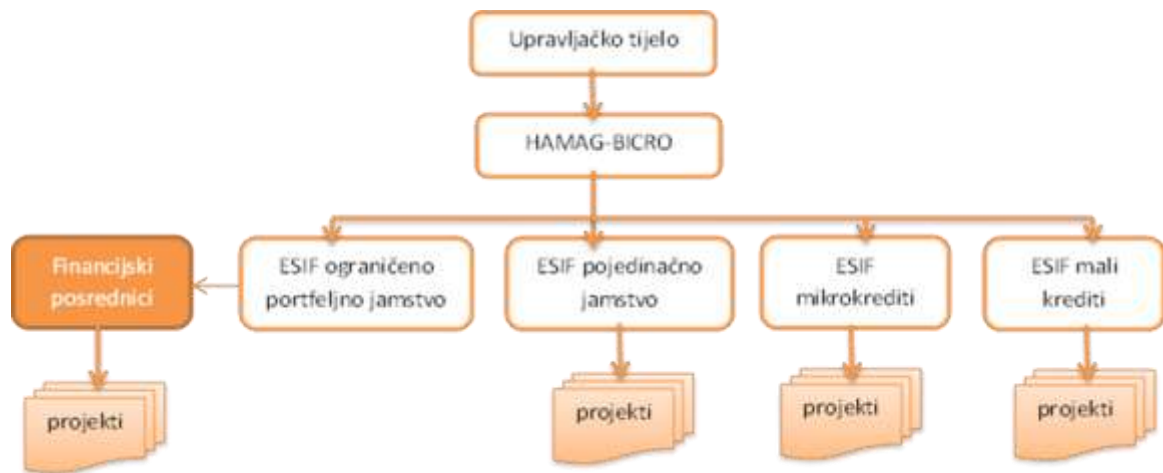 Upravljačko tijelo
HAMAG-BICRO
Financijski
posrednici
ESIF ograničeno
portfeljno jamstvo
ESIF pojedinačno
jamstvo
ESIF
mikrokrediti
ESIF mali
krediti
projekti
projekti
projekti
projekti